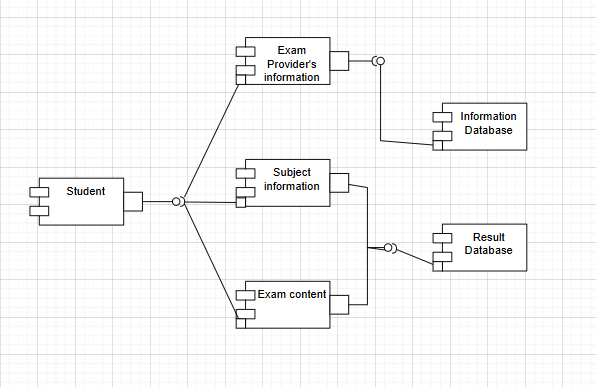 Exam
Provider's
information
Information
Database
Student
Subject
information
Result
Database
Exam content